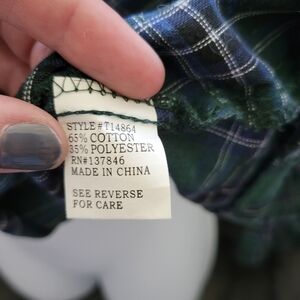 STYLE#T14864
65% COTTON
35% POLYESTER
RN#137846
MADE IN CHINA
SEE REVERSE
FOR CARE